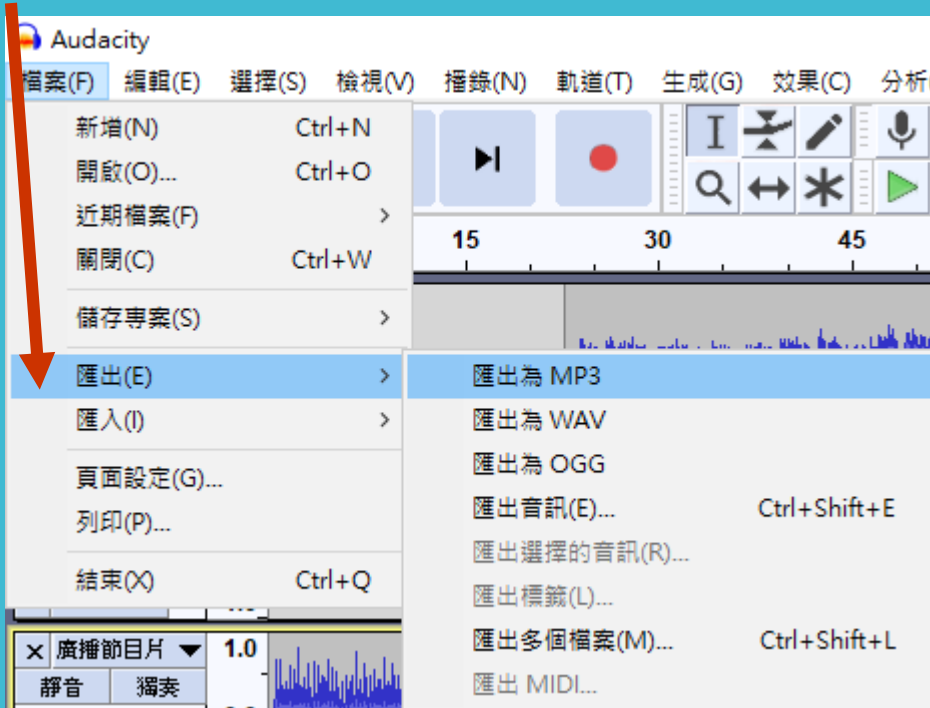 Audacity
檔案(F) 編輯(E) 選擇(S) 檢視(V) 播錄(N) 軌道(T) 生成(G) 效果(C) 分析(
新增(N) Ctrl+N
開啟(O)... Ctrl+O
近期檔案(F) >
關閉(C) Ctrl+W
15 30 45
儲存專案(S) >
匯出(E) >
匯入(I) >
頁面設定(G)...
列印(P)...
結束(X) Ctrl+Q
匯出為 MP3
匯出為 WAV
匯出為 OGG
匯出音訊(E)... Ctrl+Shift+E
匯出選擇的音訊(R)...
匯出標籤(L)...
匯出多個檔案(M)... Ctrl+Shift+L
匯出 MIDI...
× 廣播節目片 ▼ 1.0
靜音 獨奏